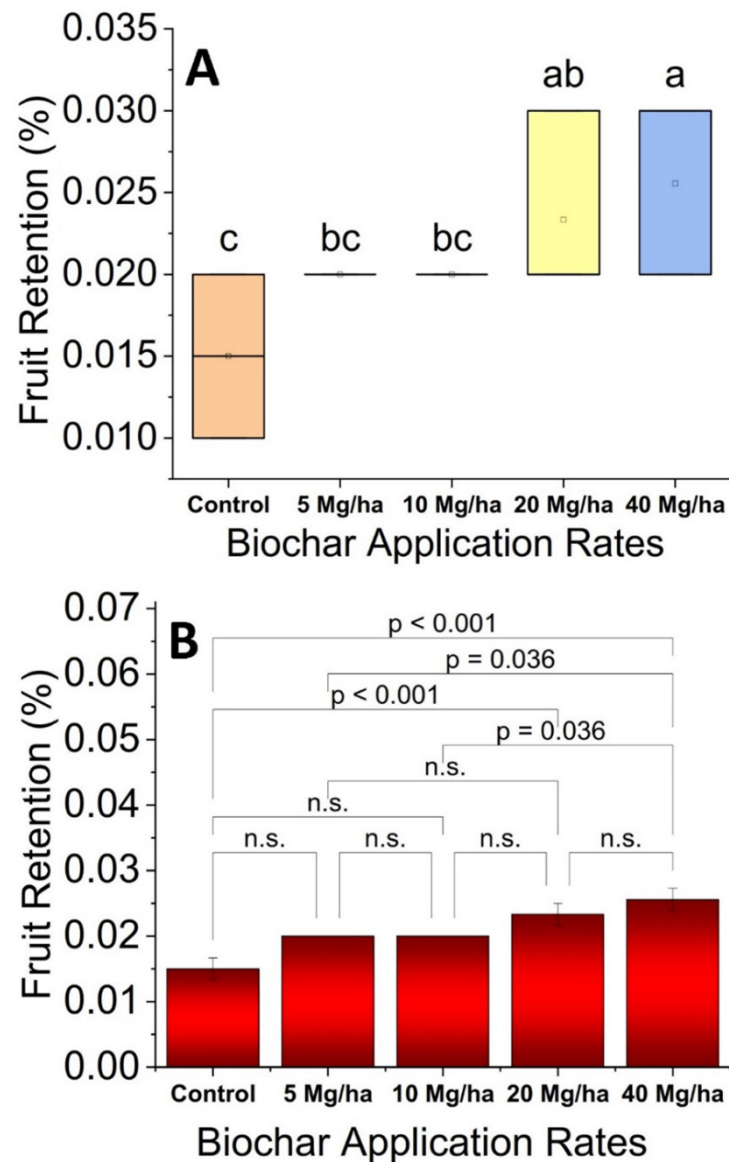 A
Fruit Retention (%)
0.035
0.030
0.025
0.020
0.015
0.010
c
bc
bc
ab
a
Control 5 Mg/ha 10 Mg/ha 20 Mg/ha 40 Mg/ha
Biochar Application Rates
B
Fruit Retention (%)
0.07
0.06
0.05
0.04
0.03
0.02
0.01
0.00
p < 0.001
p = 0.036
p < 0.001
p = 0.036
n.s.
n.s.
n.s. n.s. n.s. n.s.
Control 5 Mg/ha 10 Mg/ha 20 Mg/ha 40 Mg/ha
Biochar Application Rates